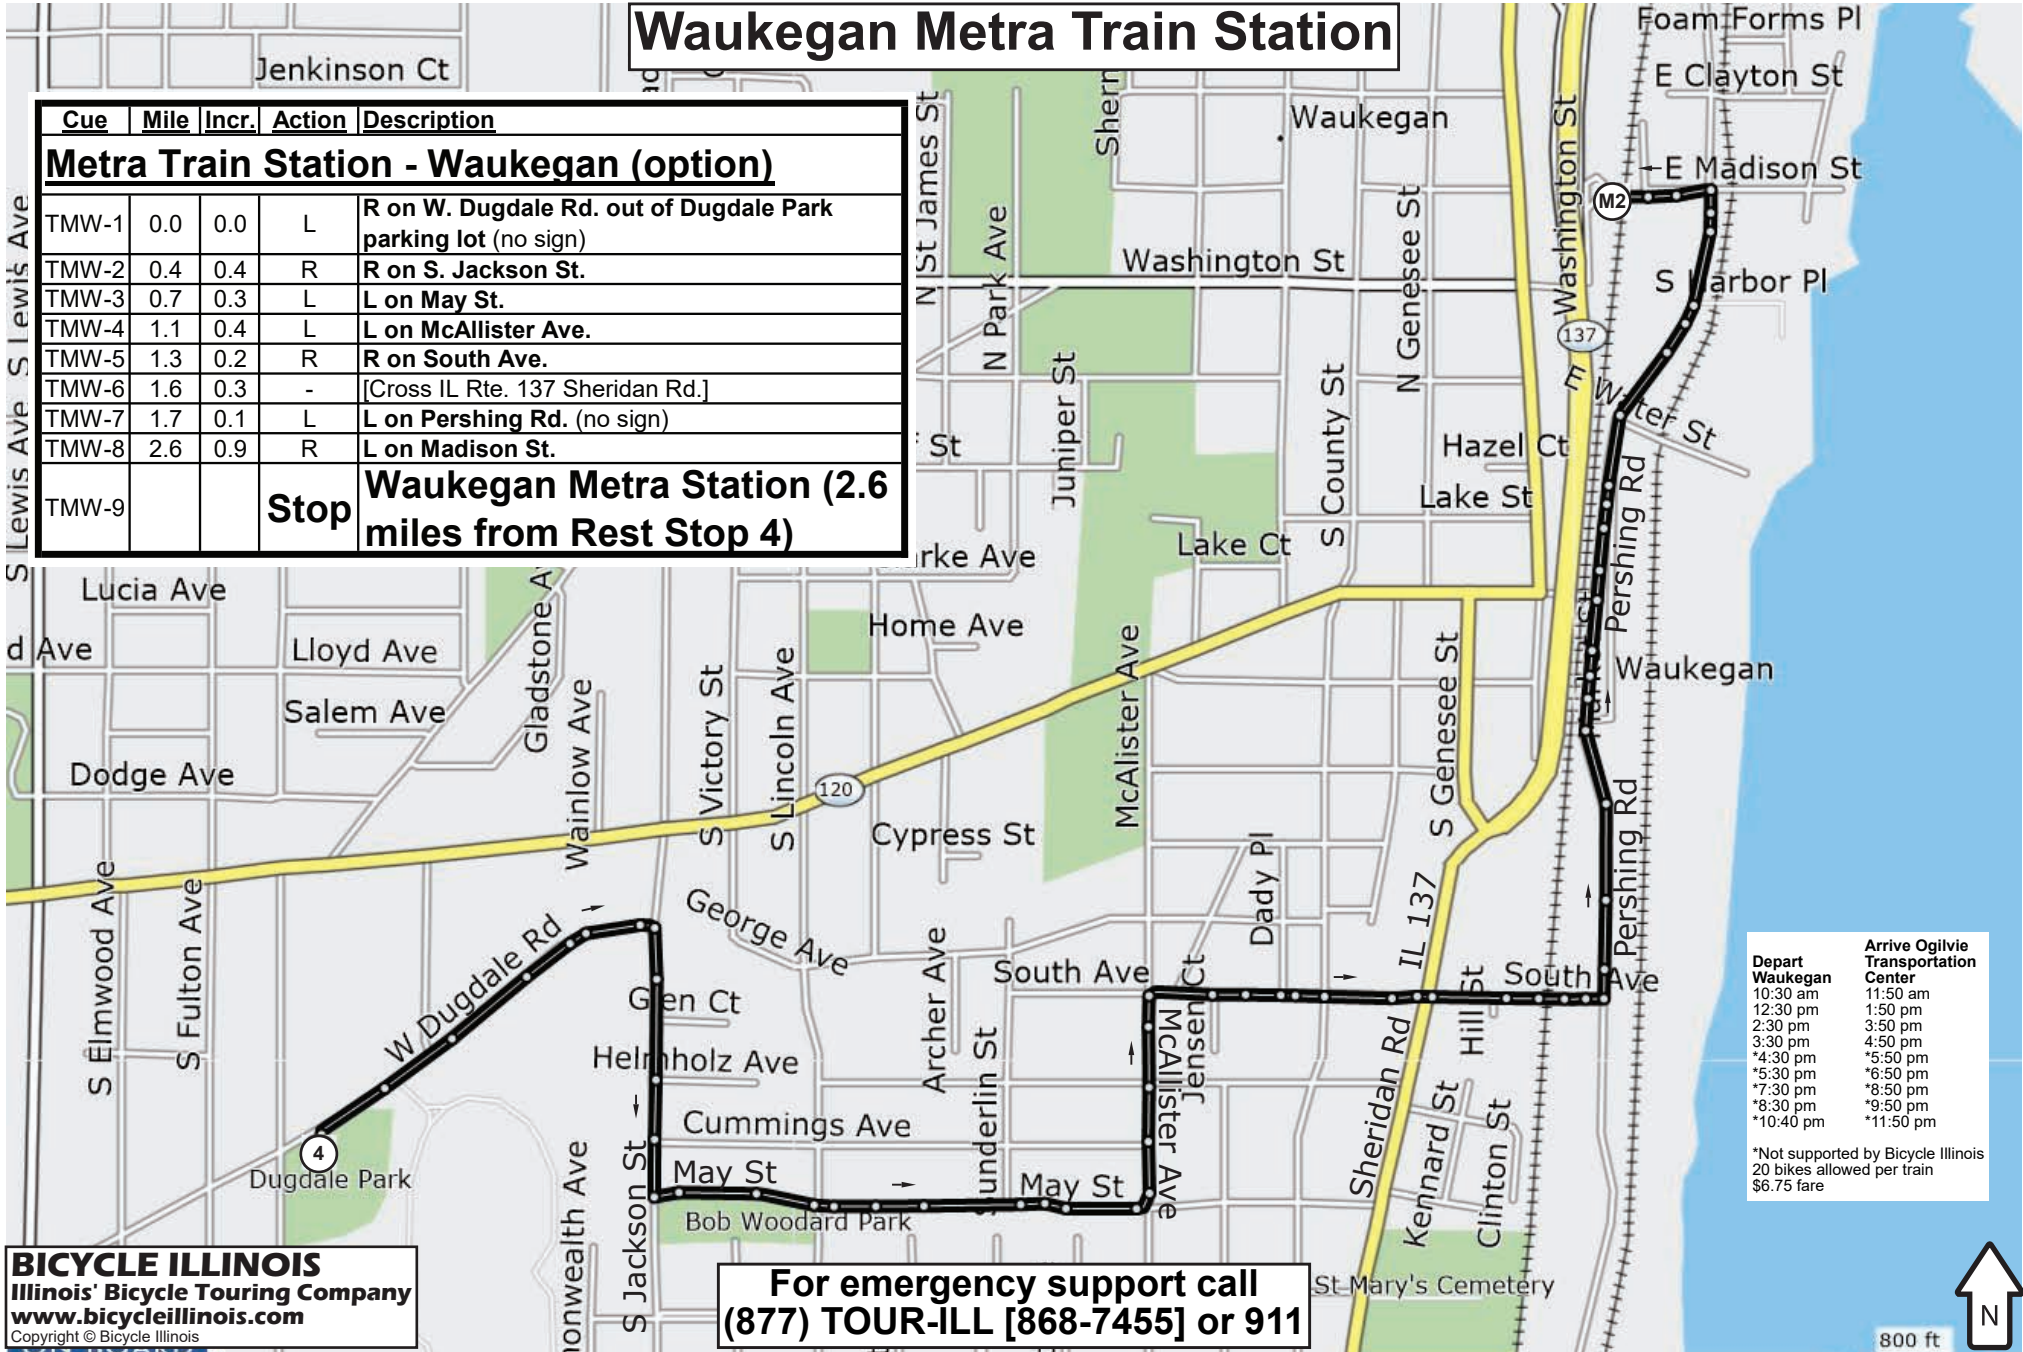 Waukegan Metra Train Station
Cue Mile Incr. Action Description
Metra Train Station - Waukegan (option)
TMW-1 0.0 0.0 L R on W. Dugdale Rd. out of Dugdale Park
parking lot (no sign)
TMW-2 0.4 0.4 R R on S. Jackson St.
TMW-3 0.7 0.3 L L on May St.
TMW-4 1.1 0.4 L L on McAllister Ave.
TMW-5 1.3 0.2 R R on South Ave.
TMW-6 1.6 0.3 - [Cross IL Rte. 137 Sheridan Rd.]
TMW-7 1.7 0.1 L L on Pershing Rd. (no sign)
TMW-8 2.6 0.9 R L on Madison St.
TMW-9 Stop Waukegan Metra Station (2.6
miles from Rest Stop 4)
Jenkinson Ct
Foam Forms Pl
E Clayton St
Waukegan
E Madison St
M2
S Lewis Ave
S Lewis Ave
N St James St
N Park Ave
Washington St
Washington St
N Genesee St
S Harbor Pl
137
E Water St
Juniper St
S County St
St
Hazel Ct
Lake St
Lake Ct
Pershing Rd
Home Ave
Lucia Ave
d Ave
Lloyd Ave
Salem Ave
Gladstone
Wainlow Ave
S Victory St
S Lincoln Ave
McAlister Ave
S Genesee St
Waukegan
Dodge Ave
120
Cypress St
Dady Pl
Pershing Rd
S Elmwood Ave
S Fulton Ave
W Dugdale Rd
George Ave
Archer Ave
South Ave
Jensen Ct
IL 137
South Ave
Glen Ct
Hill St
Helmholz Ave
Cummings Ave
McAllister Ave
Sheridan Rd
Kennard St
Clinton St
4
Dugdale Park
S Jackson St
May St
May St
Bob Woodard Park
St Mary's Cemetery
Depart
Waukegan
Arrive Ogilvie
Transportation
Center
10:30 am 11:50 am
12:30 pm 1:50 pm
2:30 pm 3:50 pm
3:30 pm 4:50 pm
*4:30 pm *5:50 pm
*5:30 pm *6:50 pm
*7:30 pm *8:50 pm
*8:30 pm *9:50 pm
*10:40 pm *11:50 pm
*Not supported by Bicycle Illinois
20 bikes allowed per train
$6.75 fare
BICYCLE ILLINOIS
Illinois' Bicycle Touring Company
www.bicycleillinois.com
Copyright © Bicycle Illinois
For emergency support call
(877) TOUR-ILL [868-7455] or 911
800 ft
N